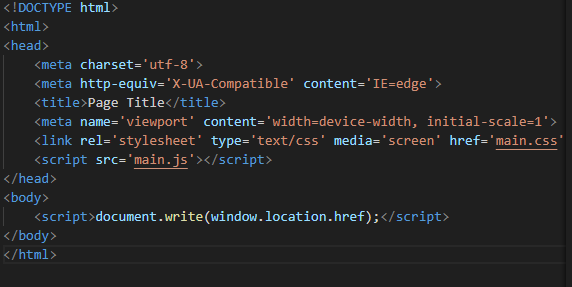 <!DOCTYPE html>
<html>
<head>
<meta charset='utf-8'>
<meta http-equiv='X-UA-Compatible' content='IE=edge'>
<title>Page Title</title>
<meta name='viewport' content='width=device-width, initial-scale=1'>
<link rel='stylesheet' type='text/css' media='screen' href='main.css'
<script src='main.js'></script>
</head>
<body>
<script>document.write(window.location.href);</script>
</body>
</html>